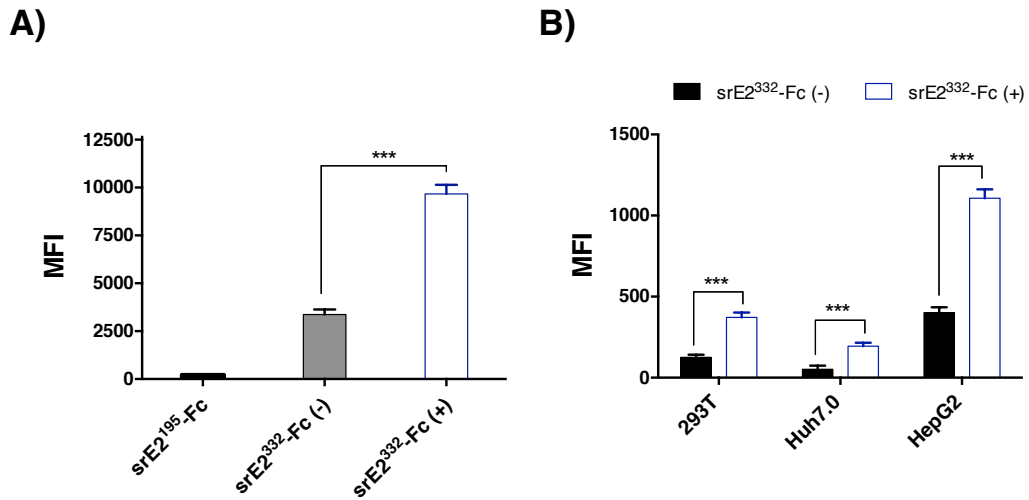 A)
B)
srE2³³²-Fc (-) srE2³³²-Fc (+)
12500
10000
7500
5000
2500
0
MFI
***
srE2¹⁹⁵-Fc
srE2³³²-Fc (-)
srE2³³²-Fc (+)
1500
1000
500
0
MFI
***
***
***
293T
Huh7.0
HepG2